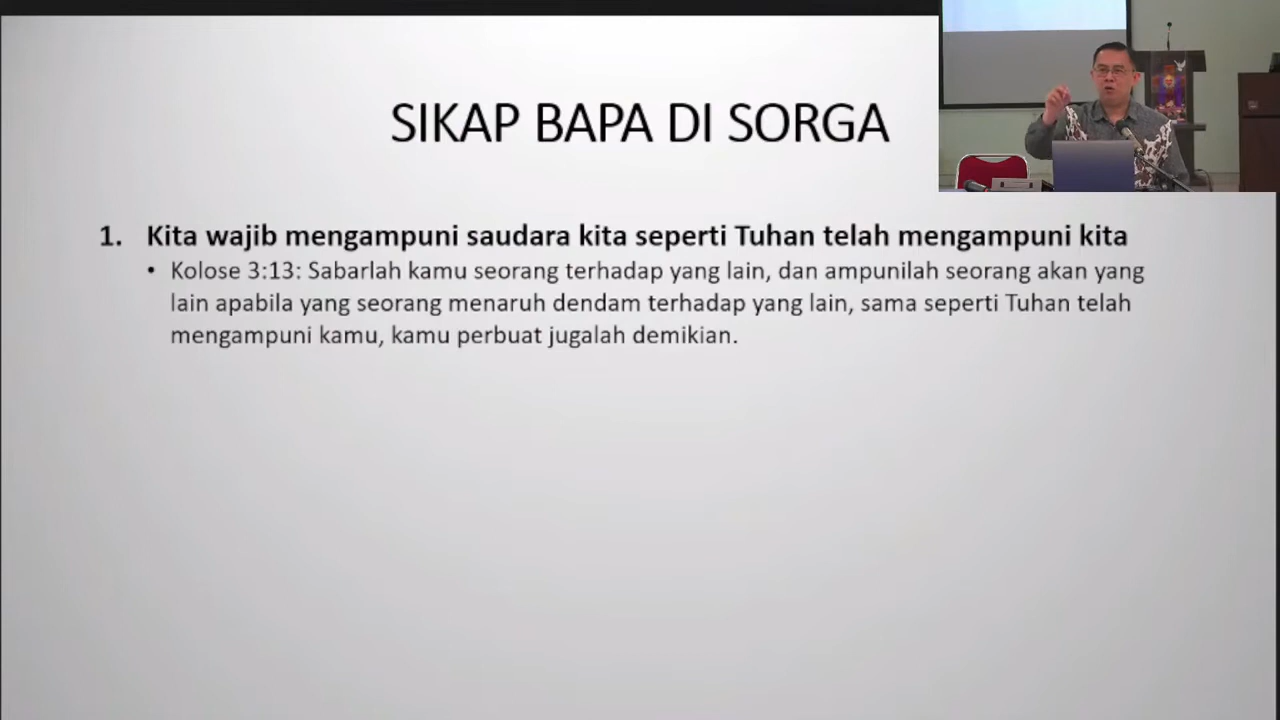 SIKAP BAPA DI SORGA
1. Kita wajib mengampuni saudara kita seperti Tuhan telah mengampuni kita
• Kolose 3:13: Sabarlah kamu seorang terhadap yang lain, dan ampunilah seorang akan yang
lain apabila yang seorang menaruh dendam terhadap yang lain, sama seperti Tuhan telah
mengampuni kamu, kamu perbuat jugalah demikian.